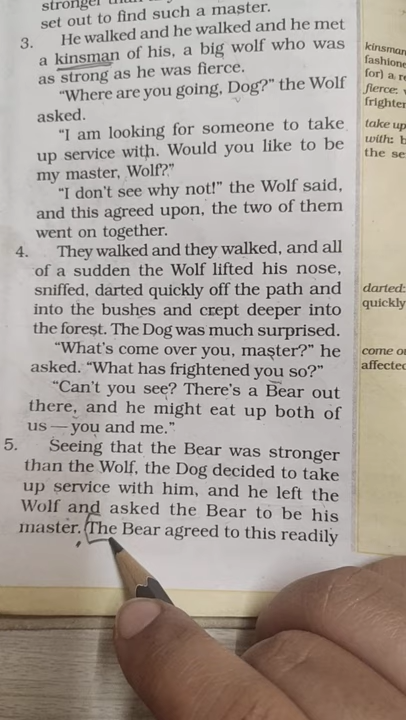 stronger
set out to find such a master.
3. He walked and he walked and he met
a kinsman of his, a big wolf who was
as strong as he was fierce.
"Where are you going, Dog?" the Wolf
asked.
"I am looking for someone to take
up service with. Would you like to be
my master, Wolf?"
"I don't see why not!" the Wolf said,
and this agreed upon, the two of them
went on together.
4. They walked and they walked, and all
of a sudden the Wolf lifted his nose,
sniffed, darted quickly off the path and
into the bushes and crept deeper into
the forest. The Dog was much surprised.
"What's come over you, master?" he
asked. "What has frightened you so?"
"Can't you see? There's a Bear out
there, and he might eat up both of
us — you and me."
5. Seeing that the Bear was stronger
than the Wolf, the Dog decided to take
up service with him, and he left the
Wolf and asked the Bear to be his
master. The Bear agreed to this readily
kinsman
fashione
for) a re
fierce:
frighten
take up
with:
the se
darted:
quickly
come o
affected